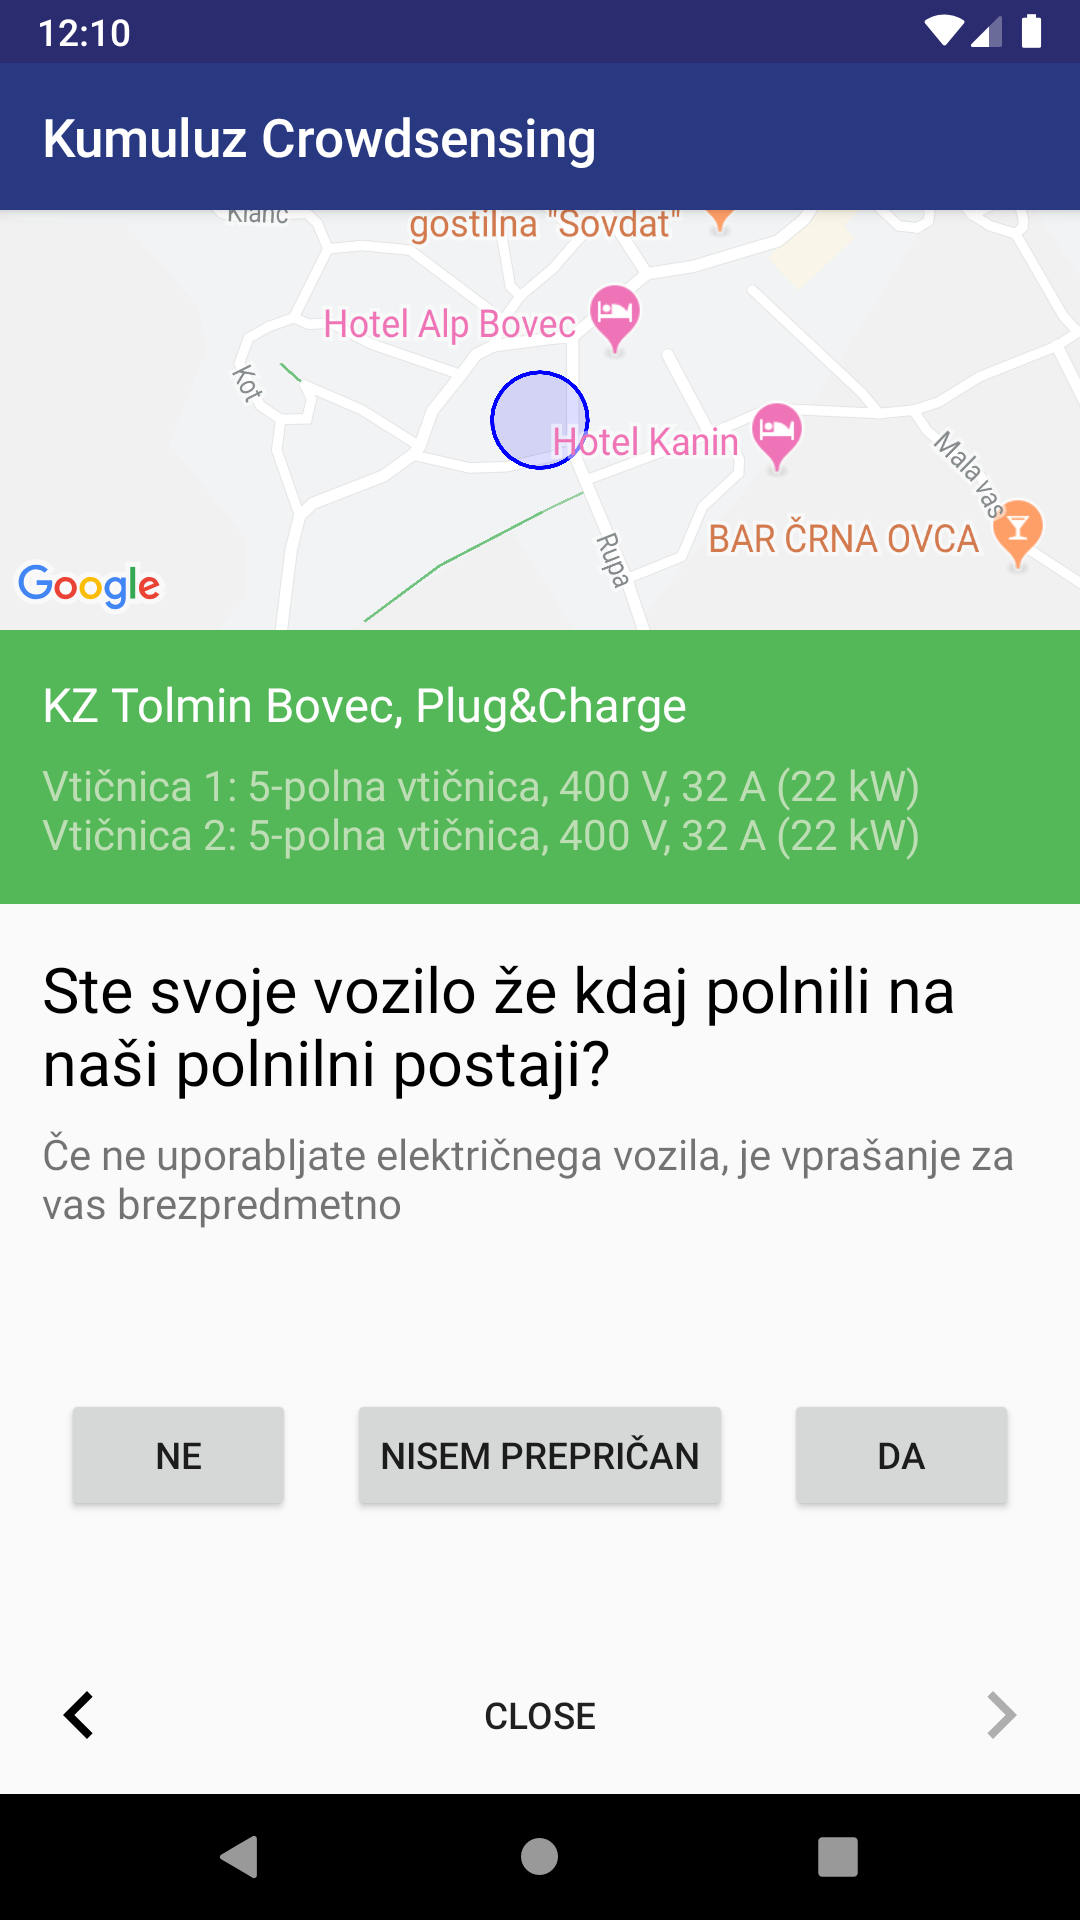 12:10
Kumuluz Crowdsensing
Klanc
gostilna "Sovdat"
Hotel Alp Bovec
Kot
Hotel Kanin
Mala vas
BAR ČRNA OVCA
Rupa
Google
KZ Tolmin Bovec, Plug&Charge
Vtičnica 1: 5-polna vtičnica, 400 V, 32 A (22 kW)
Vtičnica 2: 5-polna vtičnica, 400 V, 32 A (22 kW)
Ste svoje vozilo že kdaj polnili na
naši polnilni postaji?
Če ne uporabljate električnega vozila, je vprašanje za
vas brezpredmetno
NE
NISEM PREPRIČAN
DA
CLOSE